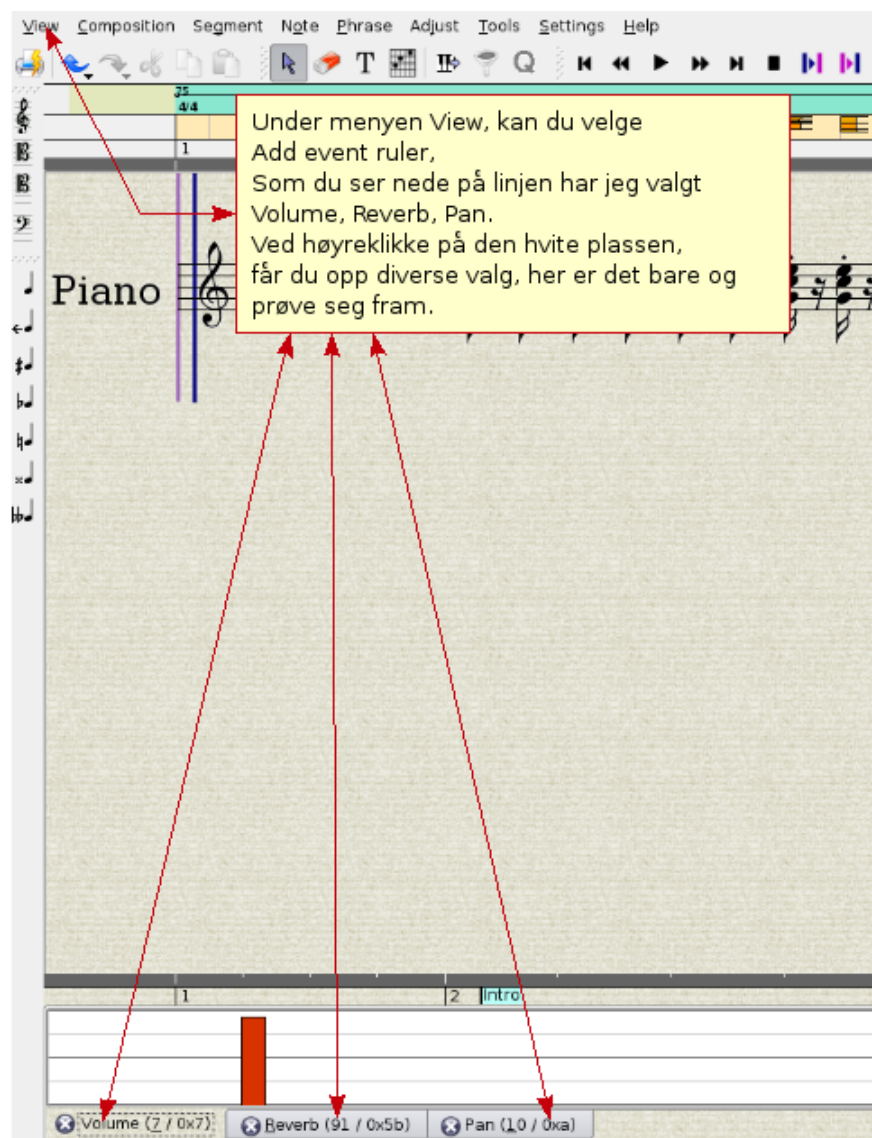 View Composition Segment Note Phrase Adjust Tools Settings Help
T Q
75
4/4
1
Under menyen View, kan du velge
Add event ruler,
Som du ser nede på linjen har jeg valgt
Volume, Reverb, Pan.
Ved høyreklikke på den hvite plassen,
får du opp diverse valg, her er det bare og
prøve seg fram.
Piano
1 2 Intro
Volume (7 / 0x7) Reverb (91 / 0x5b) Pan (10 / 0xa)